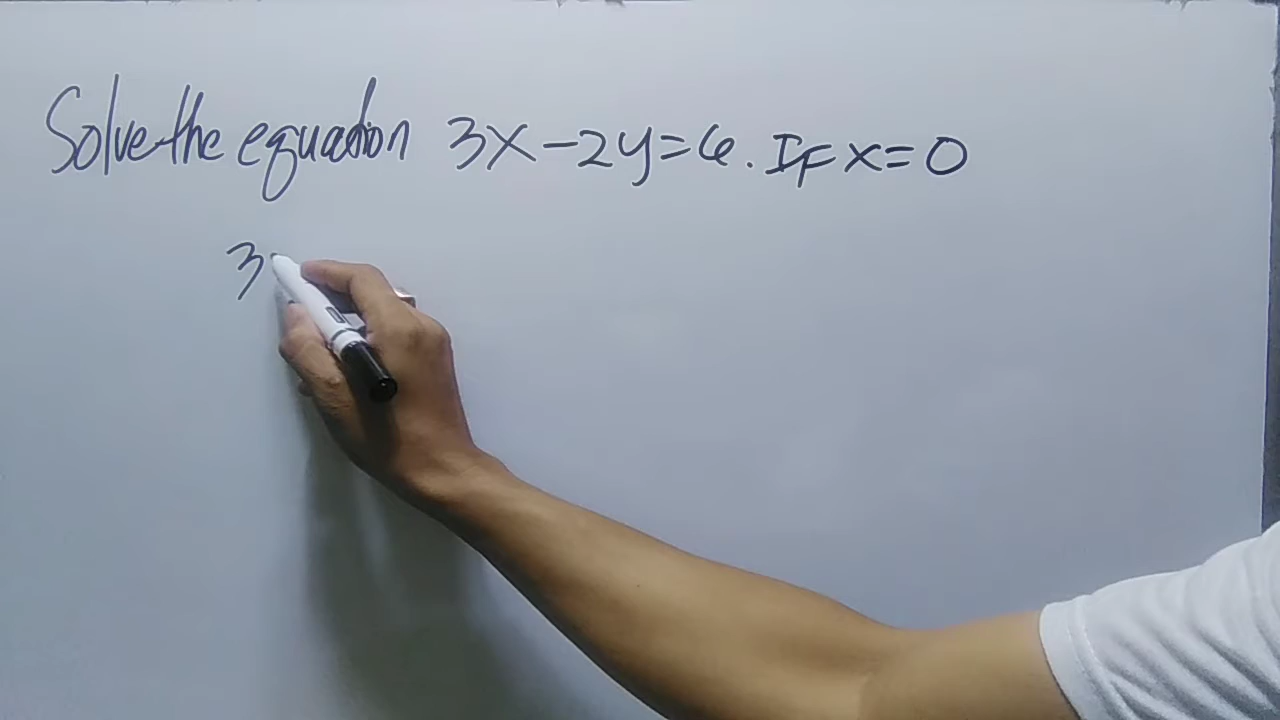 Solve the equation 3x-2y=6. If x=0
3